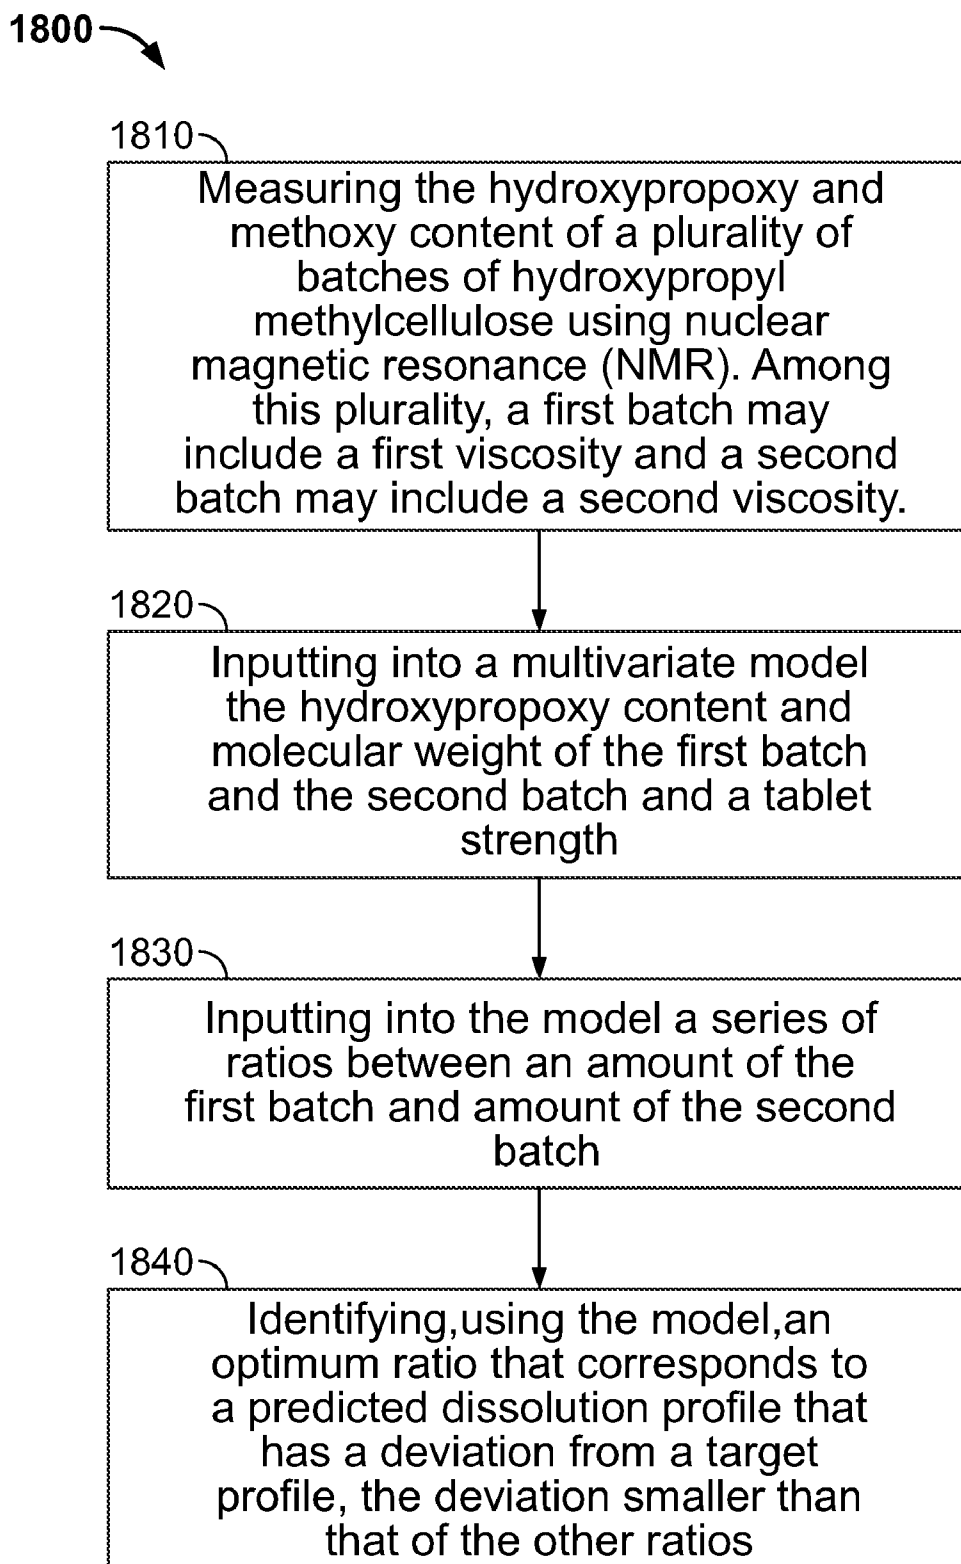 1800
1810
Measuring the hydroxypropoxy and
methoxy content of a plurality of
batches of hydroxypropyl
methylcellulose using nuclear
magnetic resonance (NMR). Among
this plurality, a first batch may
include a first viscosity and a second
batch may include a second viscosity.
1820
Inputting into a multivariate model
the hydroxypropoxy content and
molecular weight of the first batch
and the second batch and a tablet
strength
1830
Inputting into the model a series of
ratios between an amount of the
first batch and amount of the second
batch
1840
Identifying,using the model,an
optimum ratio that corresponds to
a predicted dissolution profile that
has a deviation from a target
profile, the deviation smaller than
that of the other ratios